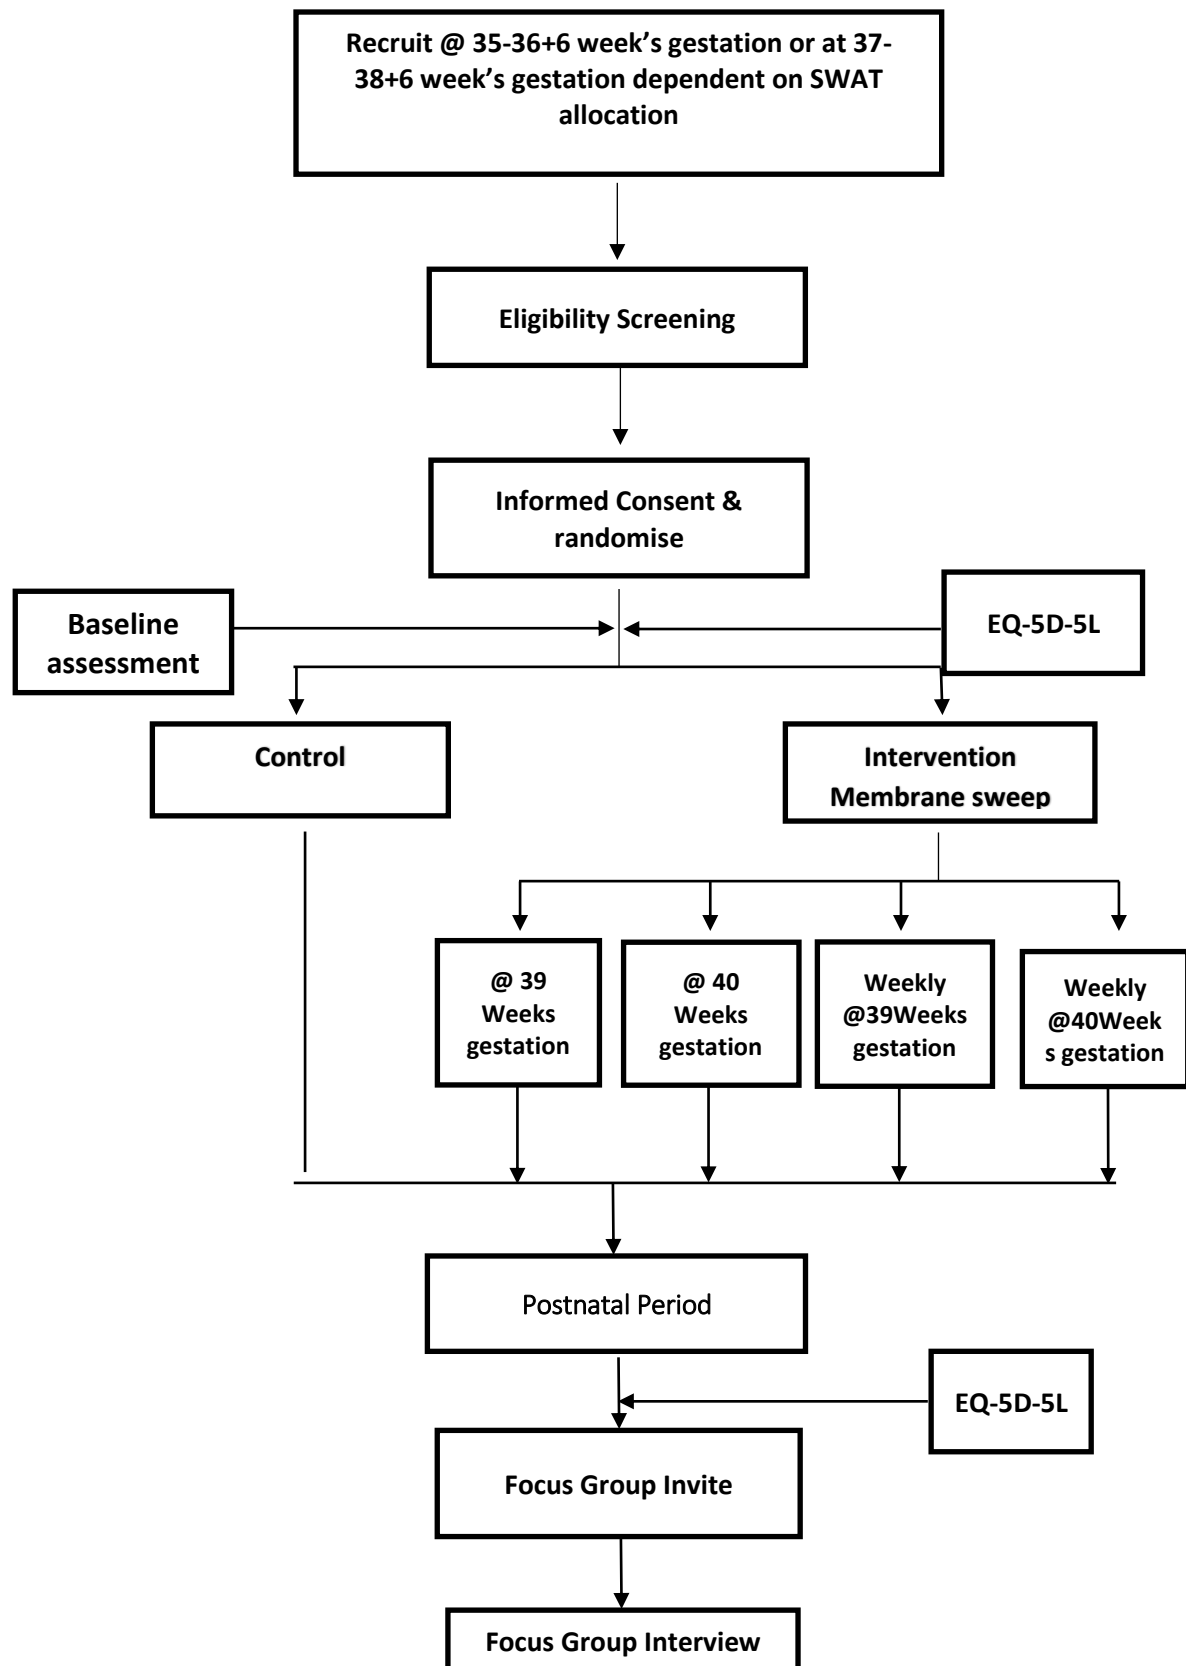 Recruit @ 35-36+6 week’s gestation or at 37-
38+6 week’s gestation dependent on SWAT
allocation
Eligibility Screening
Informed Consent &
randomise
Baseline
assessment
EQ-5D-5L
Control
Intervention
Membrane sweep
@ 39
Weeks
gestation
@ 40
Weeks
gestation
Weekly
@39Weeks
gestation
Weekly
@40Week
s gestation
Postnatal Period
EQ-5D-5L
Focus Group Invite
Focus Group Interview